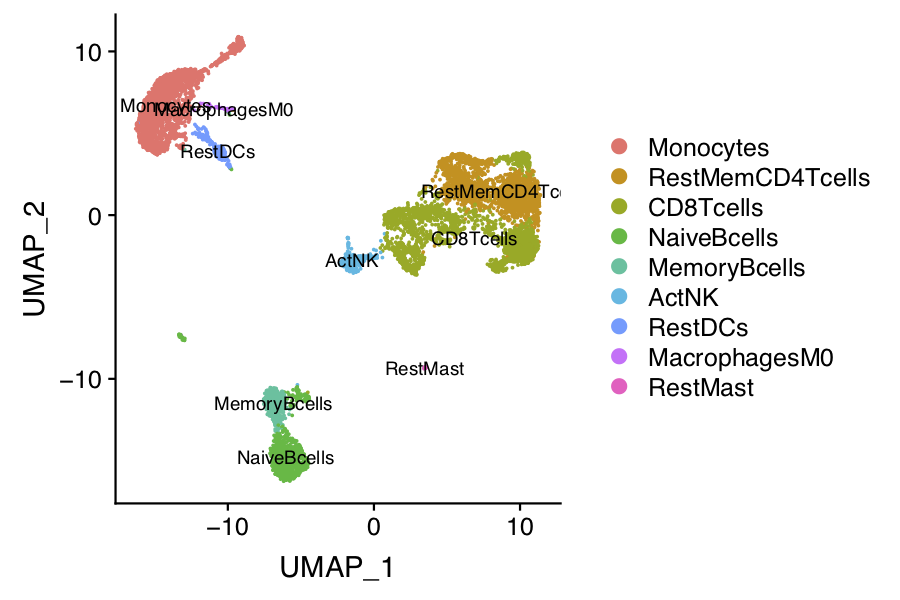 10
0
−10
UMAP_2
Monocytes
MacrophagesM0
RestDCs
RestMemCD4Tc
CD8Tcells
ActNK
RestMast
MemoryBcells
NaiveBcells
−10
0
10
UMAP_1
Monocytes
RestMemCD4Tcells
CD8Tcells
NaiveBcells
MemoryBcells
ActNK
RestDCs
MacrophagesM0
RestMast